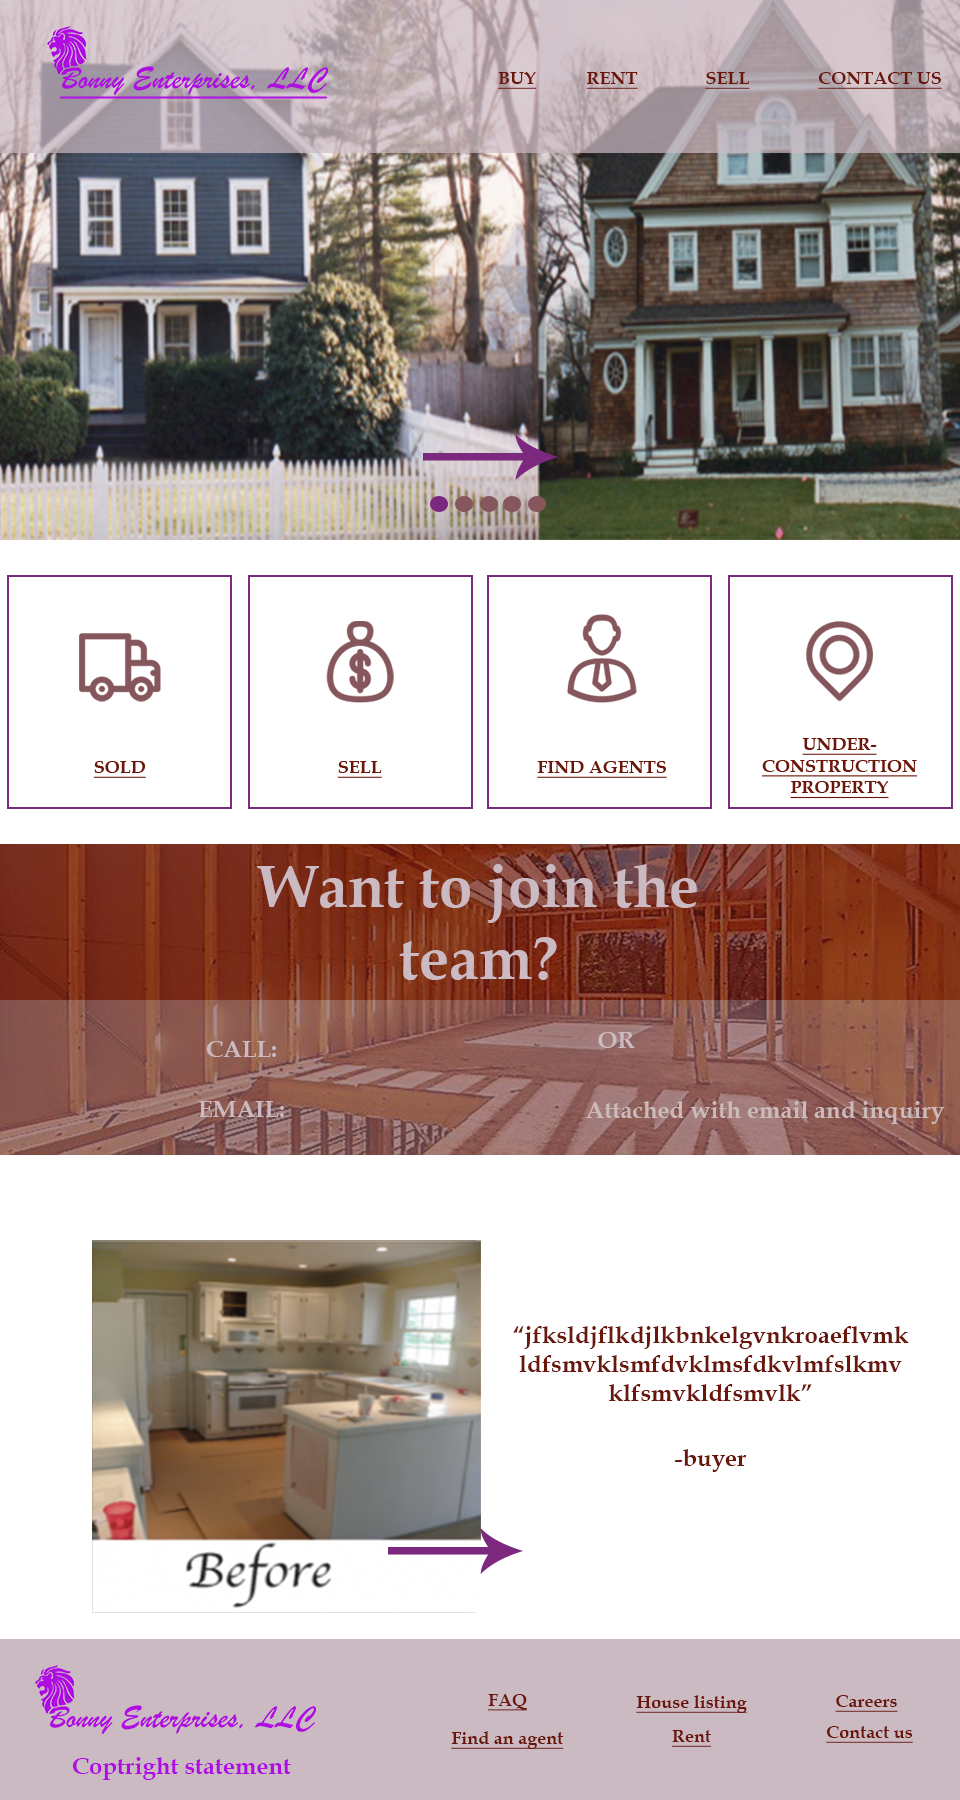 Bonny Enterprises, LLC
BUY RENT SELL CONTACT US
SOLD
SELL
FIND AGENTS
UNDER-
CONSTRUCTION
PROPERTY
Want to join the
team?
CALL:
EMAIL:
OR
Attached with email and inquiry
“jfksldjflkdjlkbnkelgvnkroaeflvmk
ldfsmvklsmfdvklmsfdkvlmfslkmv
klfsmvkldfsmvlk”
-buyer
Before
Bonny Enterprises, LLC
Coptright statement
FAQ
Find an agent
House listing
Rent
Careers
Contact us